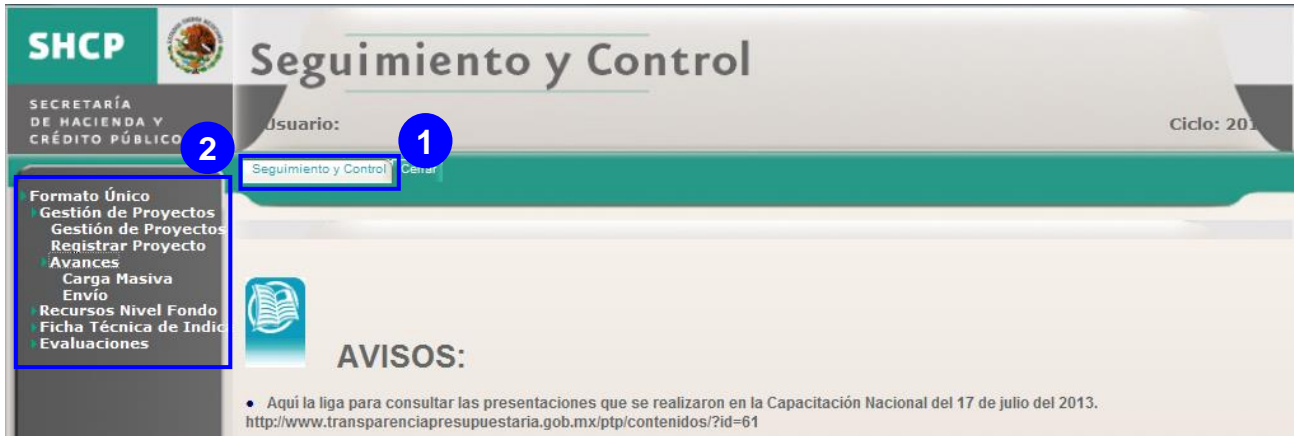 SHCP
SECRETARÍA
DE HACIENDA Y
CRÉDITO PÚBLICO
Seguimiento y Control
Usuario:
Ciclo: 201
1
2
Seguimiento y Control
Cerrar
Formato Único
Gestión de Proyectos
Gestión de Proyectos
Registrar Proyecto
Avances
Carga Masiva
Envío
Recursos Nivel Fondo
Ficha Técnica de Indic
Evaluaciones
AVISOS:
• Aquí la liga para consultar las presentaciones que se realizaron en la Capacitación Nacional del 17 de julio del 2013.
http://www.transparenciapresupuestaria.gob.mx/ptp/contenidos/?id=61